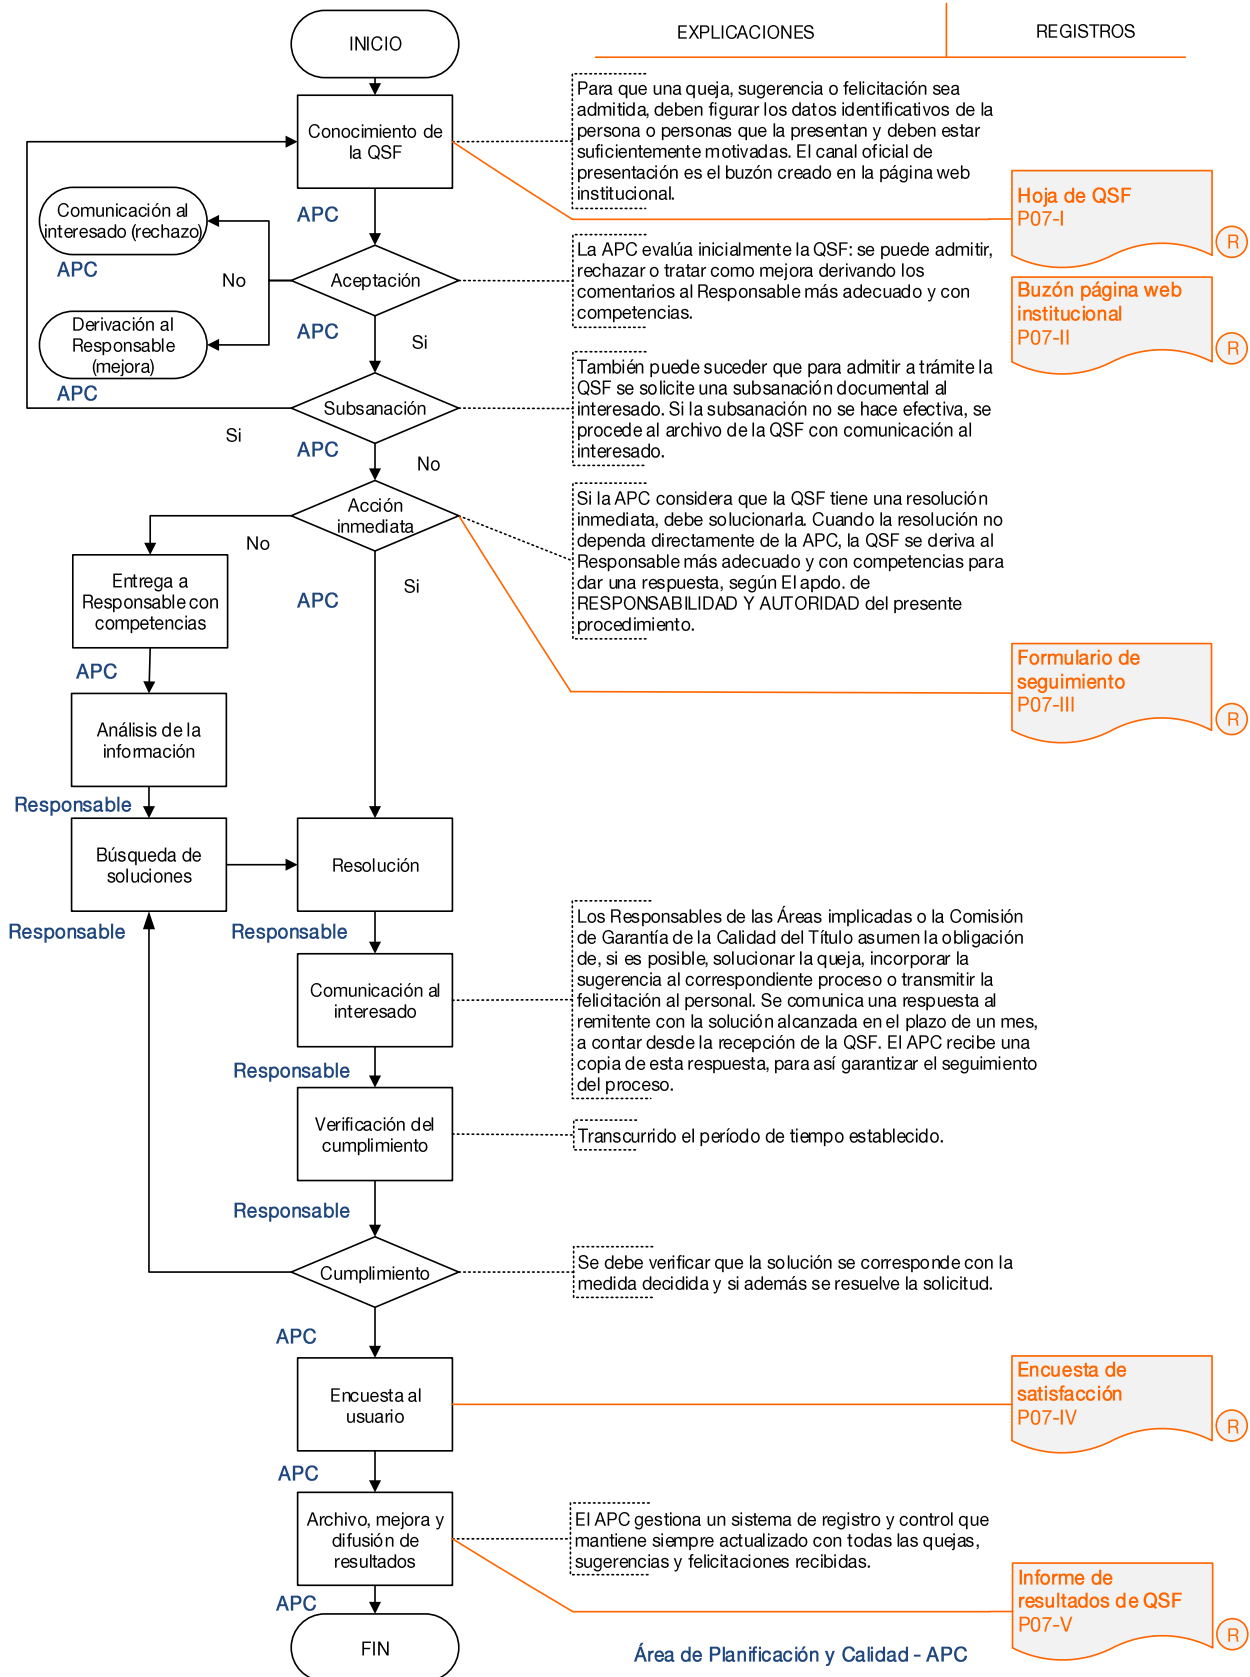 INICIO
EXPLICACIONES
REGISTROS
Conocimiento de
la QSF
Para que una queja, sugerencia o felicitación sea
admitida, deben figurar los datos identificativos de la
persona o personas que la presentan y deben estar
suficientemente motivadas. El canal oficial de
presentación es el buzón creado en la página web
institucional.
Hoja de QSF
P07-I
R
APC
Comunicación al
interesado (rechazo)
APC
No
Aceptación
La APC evalúa inicialmente la QSF: se puede admitir,
rechazar o tratar como mejora derivando los
comentarios al Responsable más adecuado y con
competencias.
Buzón página web
institucional
P07-II
R
APC
Si
Derivación al
Responsable
(mejora)
APC
Subsanación
También puede suceder que para admitir a trámite la
QSF se solicite una subsanación documental al
interesado. Si la subsanación no se hace efectiva, se
procede al archivo de la QSF con comunicación al
interesado.
Si
APC
No
Acción
inmediata
Si la APC considera que la QSF tiene una resolución
inmediata, debe solucionarla. Cuando la resolución no
dependa directamente de la APC, la QSF se deriva al
Responsable más adecuado y con competencias para
dar una respuesta, según El apdo. de
RESPONSABILIDAD Y AUTORIDAD del presente
procedimiento.
No
APC
Si
Entrega a
Responsable con
competencias
APC
Formulario de
seguimiento
P07-III
R
Análisis de la
información
Responsable
Búsqueda de
soluciones
Responsable
Resolución
Responsable
Comunicación al
interesado
Los Responsables de las Áreas implicadas o la Comisión
de Garantía de la Calidad del Título asumen la obligación
de, si es posible, solucionar la queja, incorporar la
sugerencia al correspondiente proceso o transmitir la
felicitación al personal. Se comunica una respuesta al
remitente con la solución alcanzada en el plazo de un mes,
a contar desde la recepción de la QSF. El APC recibe una
copia de esta respuesta, para así garantizar el seguimiento
del proceso.
Responsable
Verificación del
cumplimiento
Transcurrido el período de tiempo establecido.
Responsable
Cumplimiento
Se debe verificar que la solución se corresponde con la
medida decidida y si además se resuelve la solicitud.
APC
Encuesta al
usuario
Encuesta de
satisfacción
P07-IV
R
APC
Archivo, mejora y
difusión de
resultados
El APC gestiona un sistema de registro y control que
mantiene siempre actualizado con todas las quejas,
sugerencias y felicitaciones recibidas.
Informe de
resultados de QSF
P07-V
R
APC
FIN
Área de Planificación y Calidad - APC